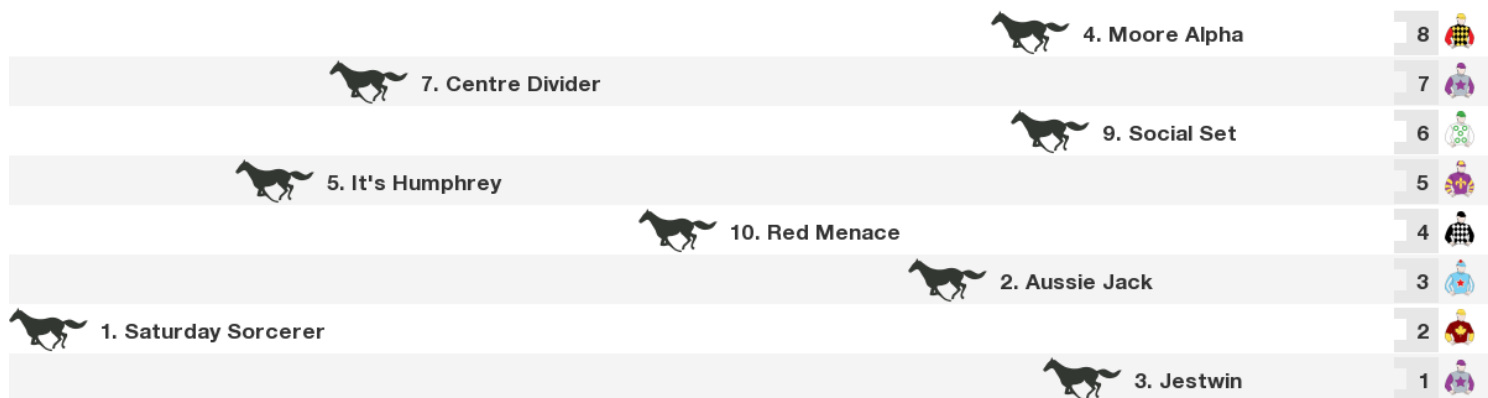 4. Moore Alpha 8
7. Centre Divider 7
9. Social Set 6
5. It's Humphrey 5
10. Red Menace 4
2. Aussie Jack 3
1. Saturday Sorcerer 2
3. Jestwin 1